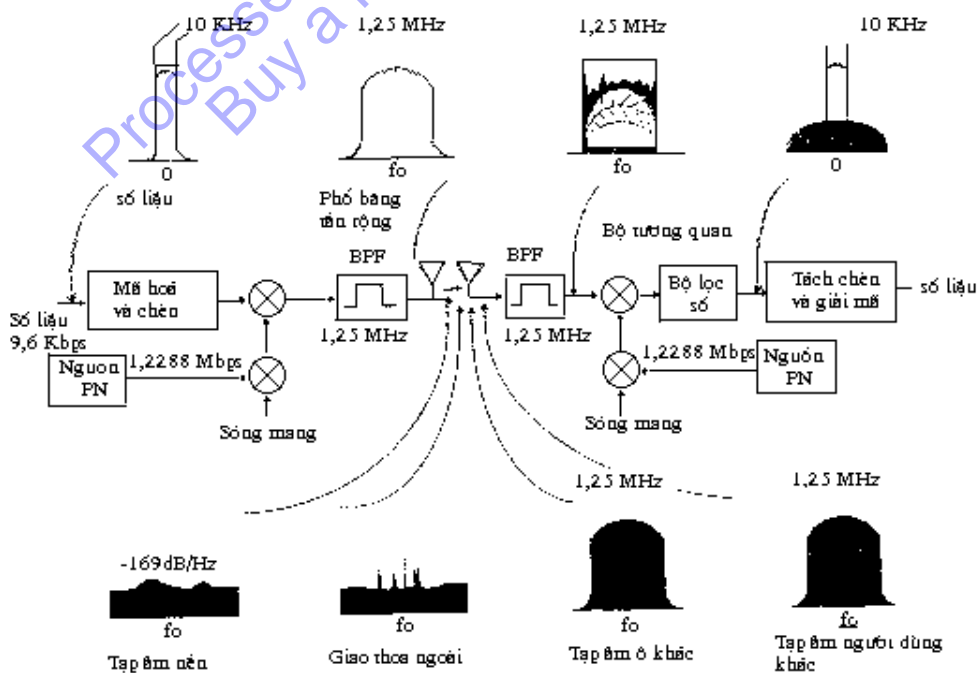 Processe
Buy a
10 KHz
1,25 MHz
1,25 MHz
10 KHz
0
fo
fo
0
số liệu
Phổ băng
tần rộng
Bộ tương quan
BPF
BPF
Mã hoá
và chèn
Bộ lọc
số
Tách chèn
và giải mã
số liệu
Số liệu
9,6 Kbps
1,25 MHz
1,25 MHz
Nguon
PN
1,2288 Mbps
1,2288 Mbps
Nguồn
PN
Sóng mang
Sóng mang
1,25 MHz
1,25 MHz
-169dB/Hz
fo
fo
fo
fo
Tạp âm nền
Giao thoa ngoài
Tạp âm ô khác
Tạp âm người dùng
khác